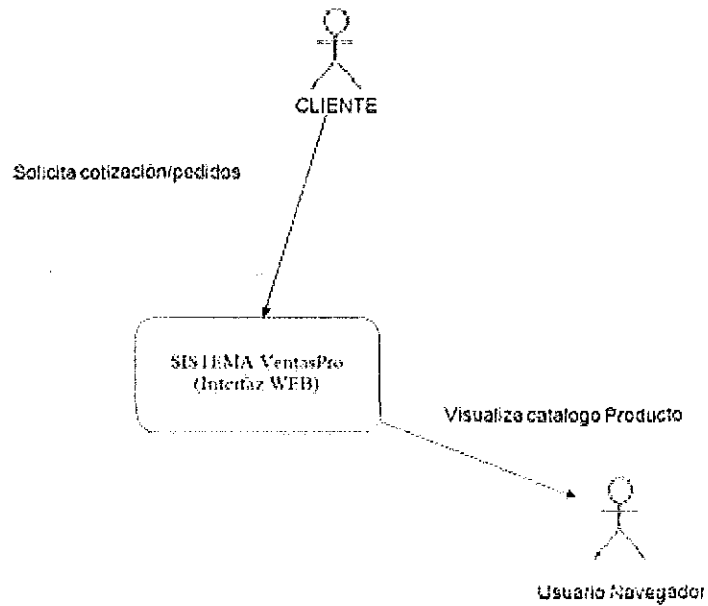 CLIENTE
Solicita cotización/pedidos
SISTEMA VentasPro
(Interfaz WEB)
Visualiza catalogo Producto
Usuario Navegador